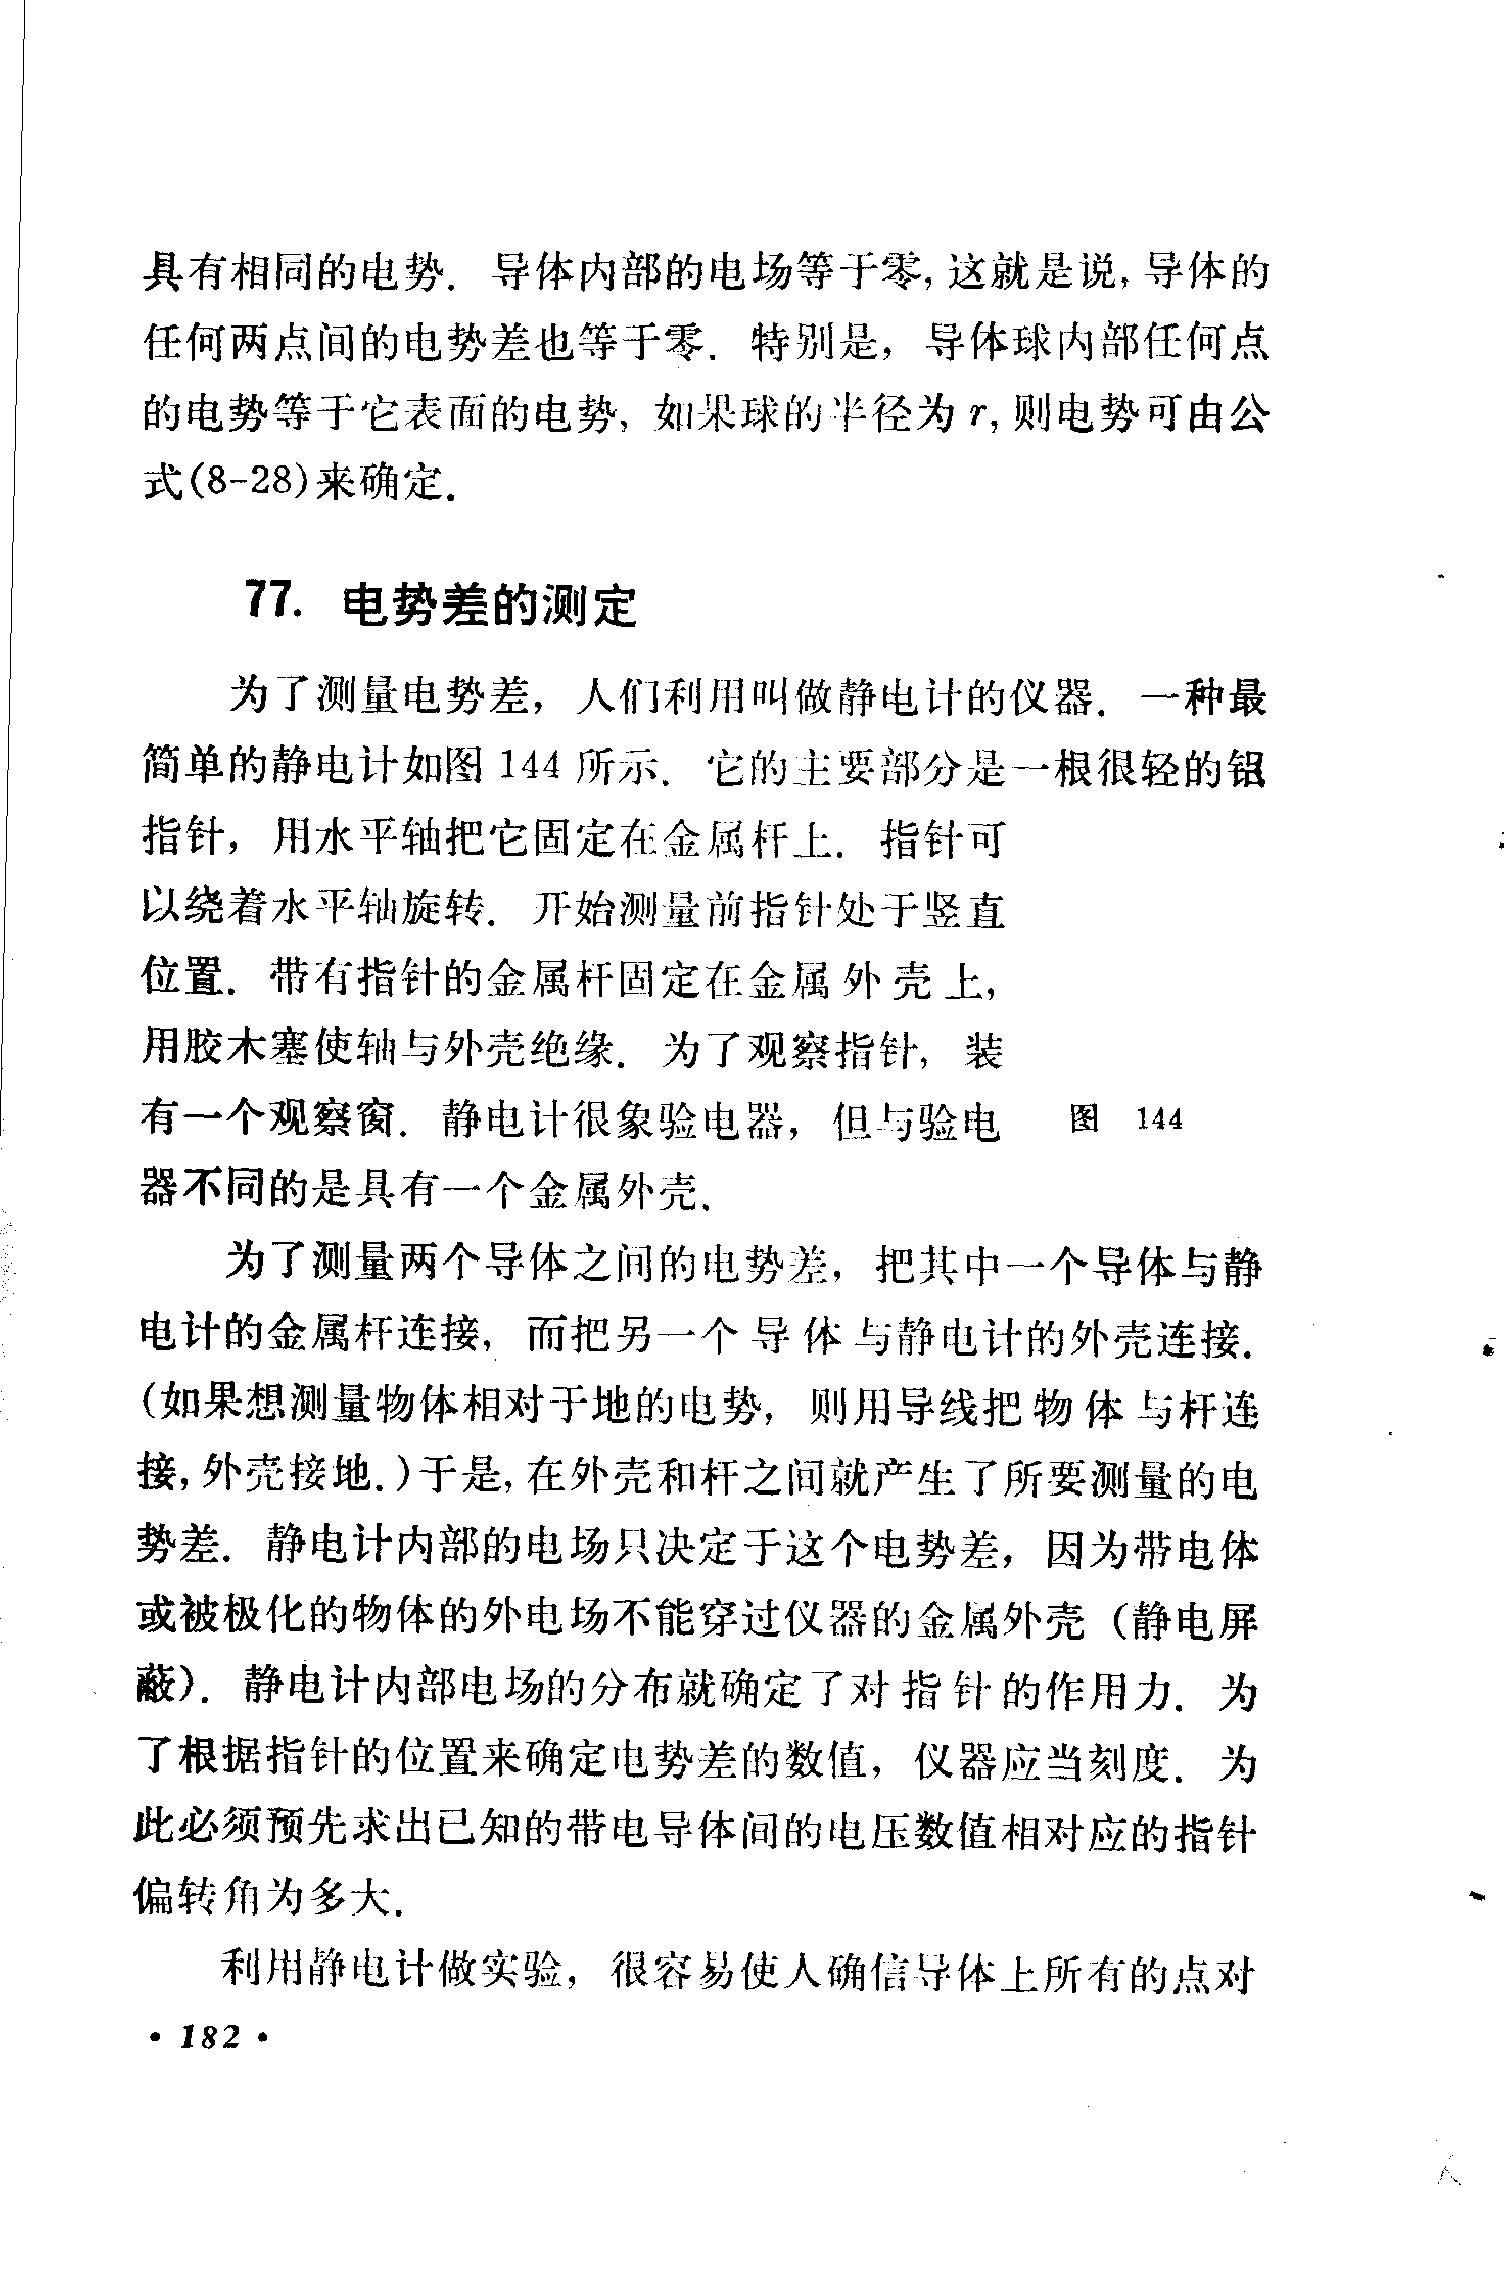 具有相同的电势．导体内部的电场等于零，这就是说，导体的
任何两点间的电势差也等于零．特别是，导体球内部任何点
的电势等于它表面的电势，如果球的半径为 r，则电势可由公
式(8-28)来确定．
77．电势差的测定
为了测量电势差，人们利用叫做静电计的仪器．一种最
简单的静电计如图 144 所示．它的主要部分是一根很轻的铝
指针，用水平轴把它固定在金属杆上．指针可
以绕着水平轴旋转．开始测量前指针处于竖直
位置．带有指针的金属杆固定在金属外壳上，
用胶木塞使轴与外壳绝缘．为了观察指针，装
有一个观察窗．静电计很象验电器，但与验电
器不同的是具有一个金属外壳．
图 144
为了测量两个导体之间的电势差，把其中一个导体与静
电计的金属杆连接，而把另一个导体与静电计的外壳连接．
(如果想测量物体相对于地的电势，则用导线把物体与杆连
接，外壳接地．)于是，在外壳和杆之间就产生了所要测量的电
势差．静电计内部的电场只决定于这个电势差，因为带电体
或被极化的物体的外电场不能穿过仪器的金属外壳（静电屏
蔽）．静电计内部电场的分布就确定了对指针的作用力．为
了根据指针的位置来确定电势差的数值，仪器应当刻度．为
此必须预先求出已知的带电导体间的电压数值相对应的指针
偏转角为多大．
利用静电计做实验，很容易使人确信导体上所有的点对
• 182 •